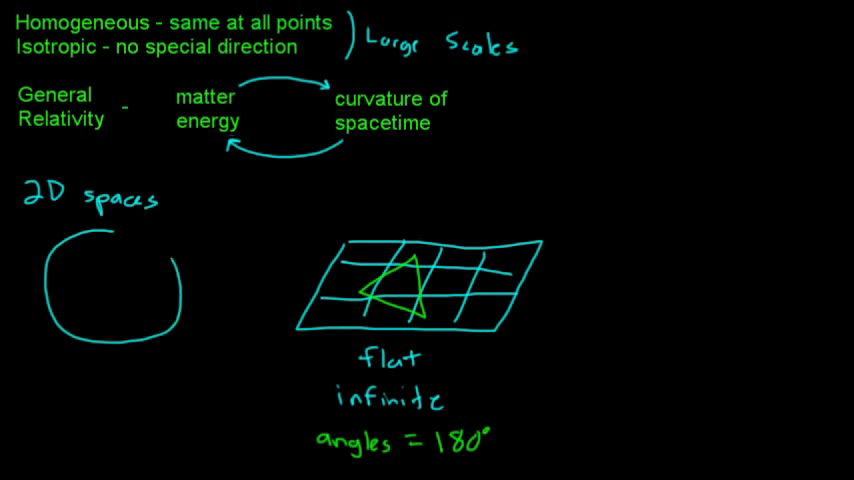 Homogeneous - same at all points
Isotropic - no special direction
Large Scales
General Relativity -
matter energy
curvature of spacetime
2D spaces
flat
infinite
angles = 180°